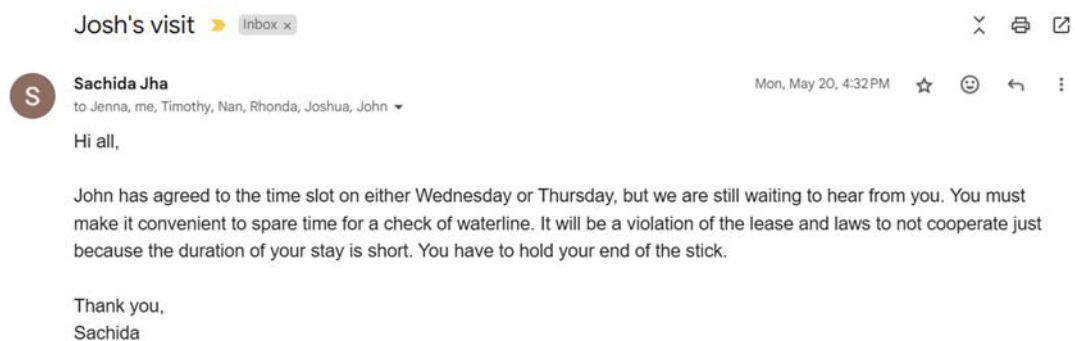 Josh's visit Inbox x
Sachida Jha Mon, May 20, 4:32 PM
S
to Jenna, me, Timothy, Nan, Rhonda, Joshua, John
Hi all,
John has agreed to the time slot on either Wednesday or Thursday, but we are still waiting to hear from you. You must
make it convenient to spare time for a check of waterline. It will be a violation of the lease and laws to not cooperate just
because the duration of your stay is short. You have to hold your end of the stick.
Thank you,
Sachida